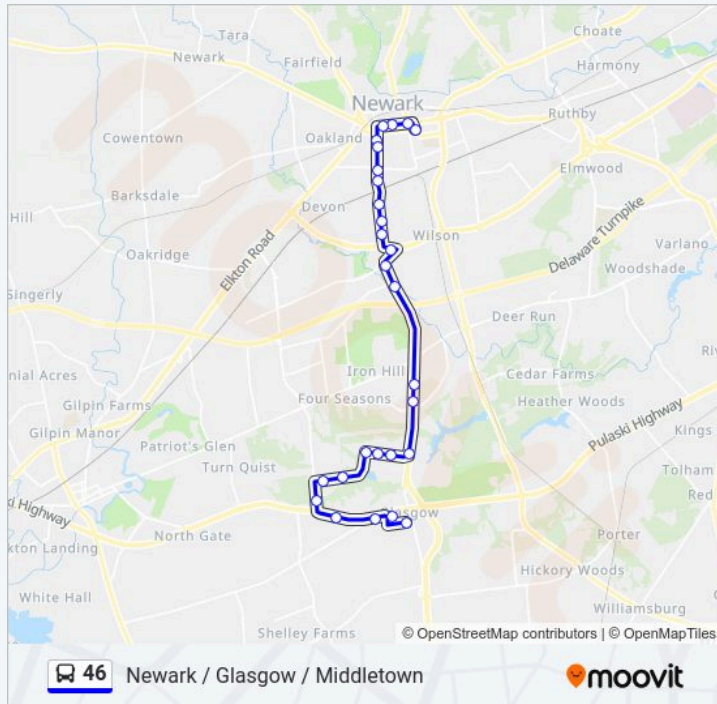 Choate
Tara
Newark
Fairfield
Harmony
Newark
Cowentown
Oakland
Ruthby
Elmwood
Barksdale
Devon
Hill
Wilson
Varlano
Oakridge
Elkton Road
Delaware Turnpike
Woodshade
Singerly
Deer Run
Iron Hill
nial Acres
Cedar Farms
Gilpin Farms
Four Seasons
Heather Woods
Gilpin Manor
Patriot's Glen
Pulaski Highway
Kings
Turn Quist
Tolham
Red
ki Highway
Glasgow
North Gate
Porter
kton Landing
Hickory Woods
White Hall
Williamsburg
Shelley Farms
© OpenStreetMap contributors | © OpenMapTiles
46 Newark / Glasgow / Middletown
moovit